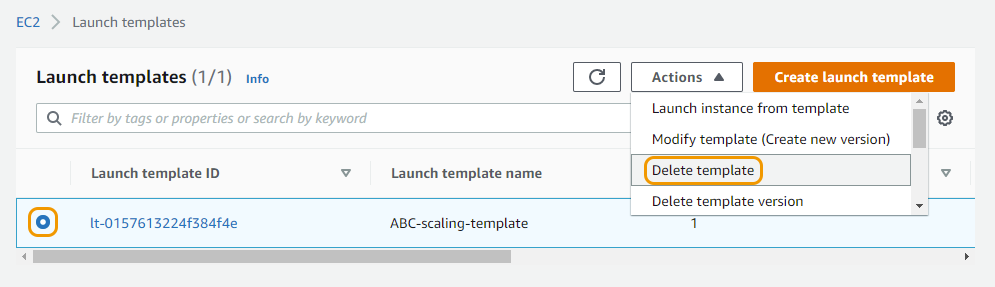 EC2 > Launch templates
Launch templates (1/1) Info
Actions
Create launch template
Filter by tags or properties or search by keyword
Launch instance from template
Modify template (Create new version)
Delete template
Delete template version
Launch template ID
Launch template name
lt-0157613224f384f4e
ABC-scaling-template
1